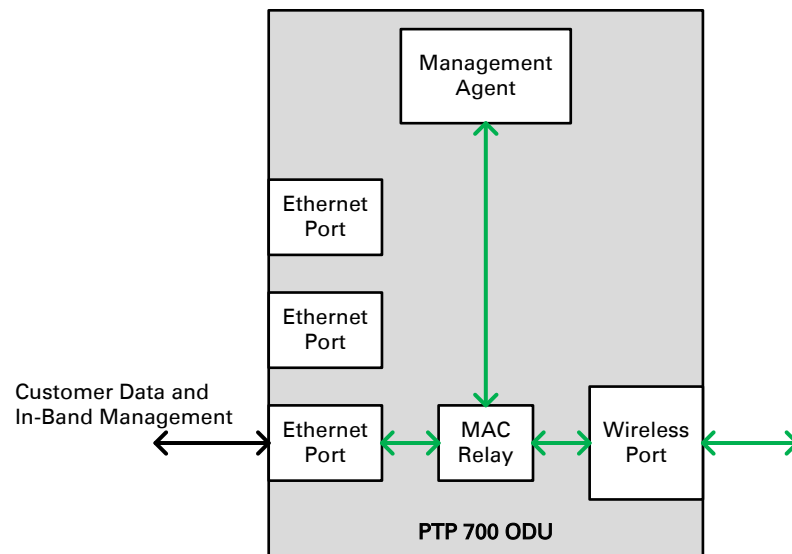 Management
Agent
Ethernet
Port
Ethernet
Port
Customer Data and
In-Band Management
Ethernet
Port
MAC
Relay
Wireless
Port
PTP 700 ODU